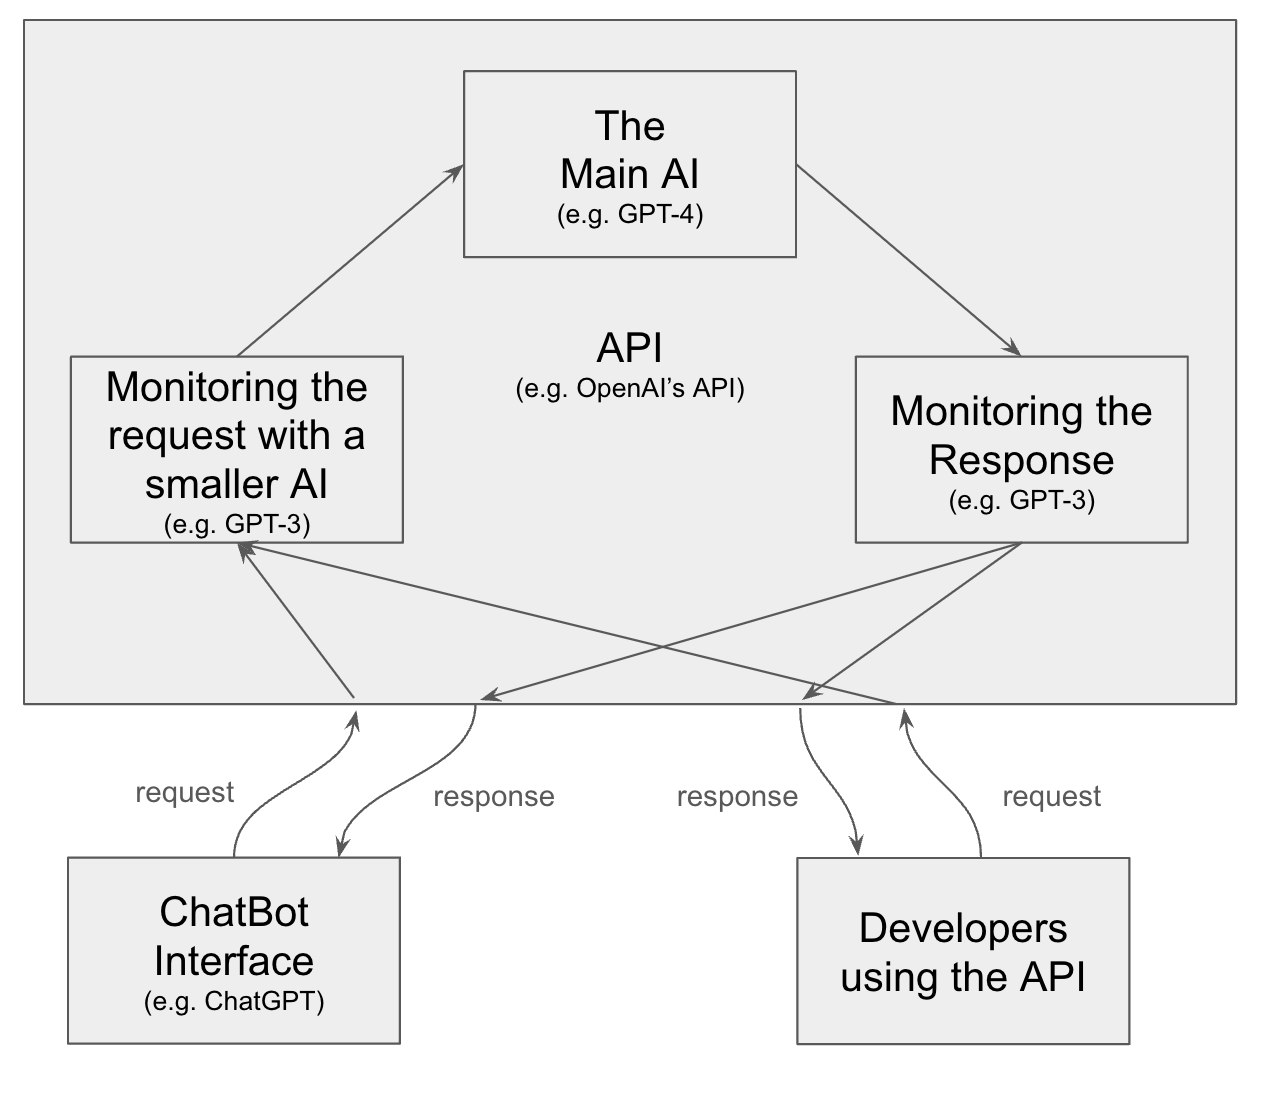 The
Main AI
(e.g. GPT-4)
API
(e.g. OpenAI’s API)
Monitoring the
request with a
smaller AI
(e.g. GPT-3)
Monitoring the
Response
(e.g. GPT-3)
request
response
response
request
ChatBot
Interface
(e.g. ChatGPT)
Developers
using the API